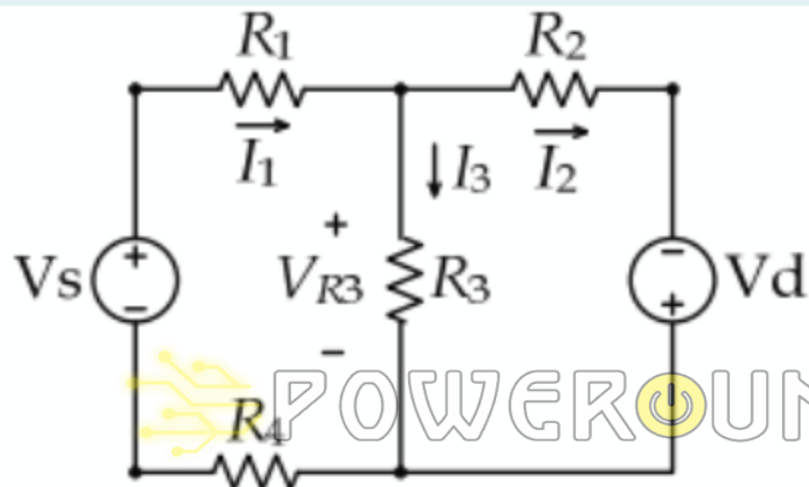 R1 R2
I1 I3 I2
+
Vs + VR3 R3 - Vd
- +
-
R4 POWEROUN